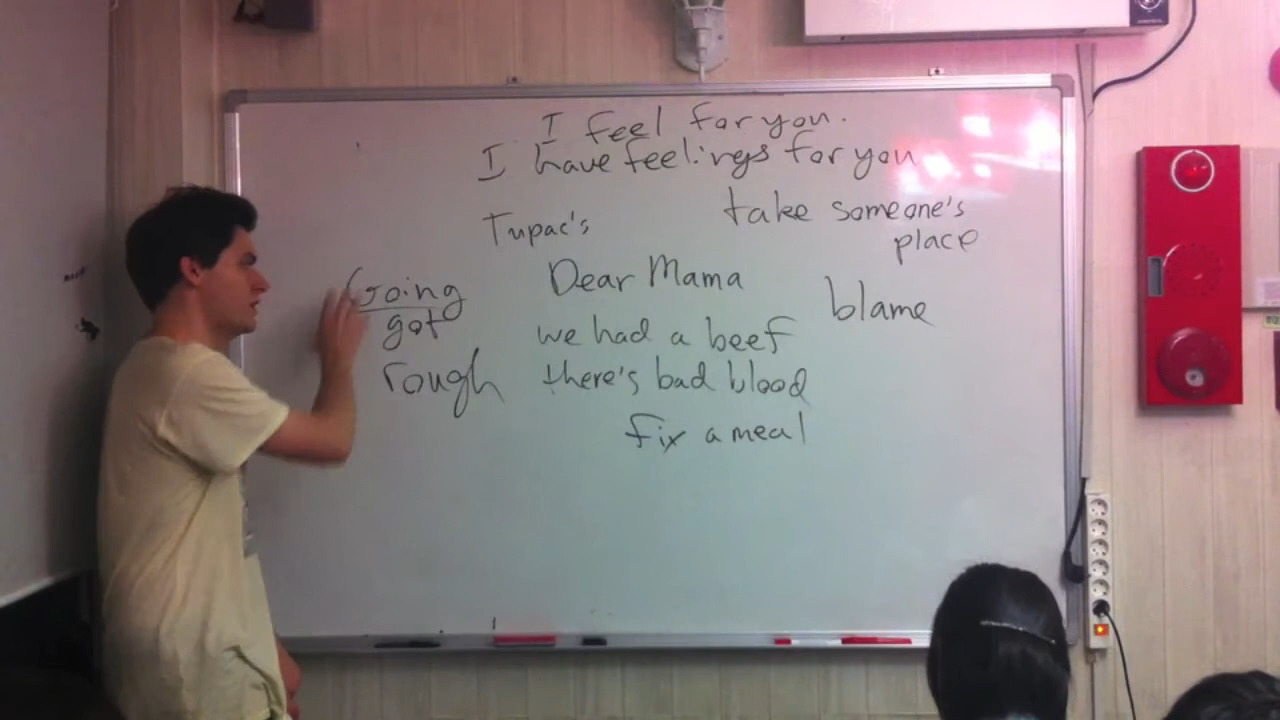 I feel for you.
I have feelings for you
Tupac's
take someone's
place
Going
got
rough
Dear Mama
we had a beef
there's bad blood
fix a meal
blame